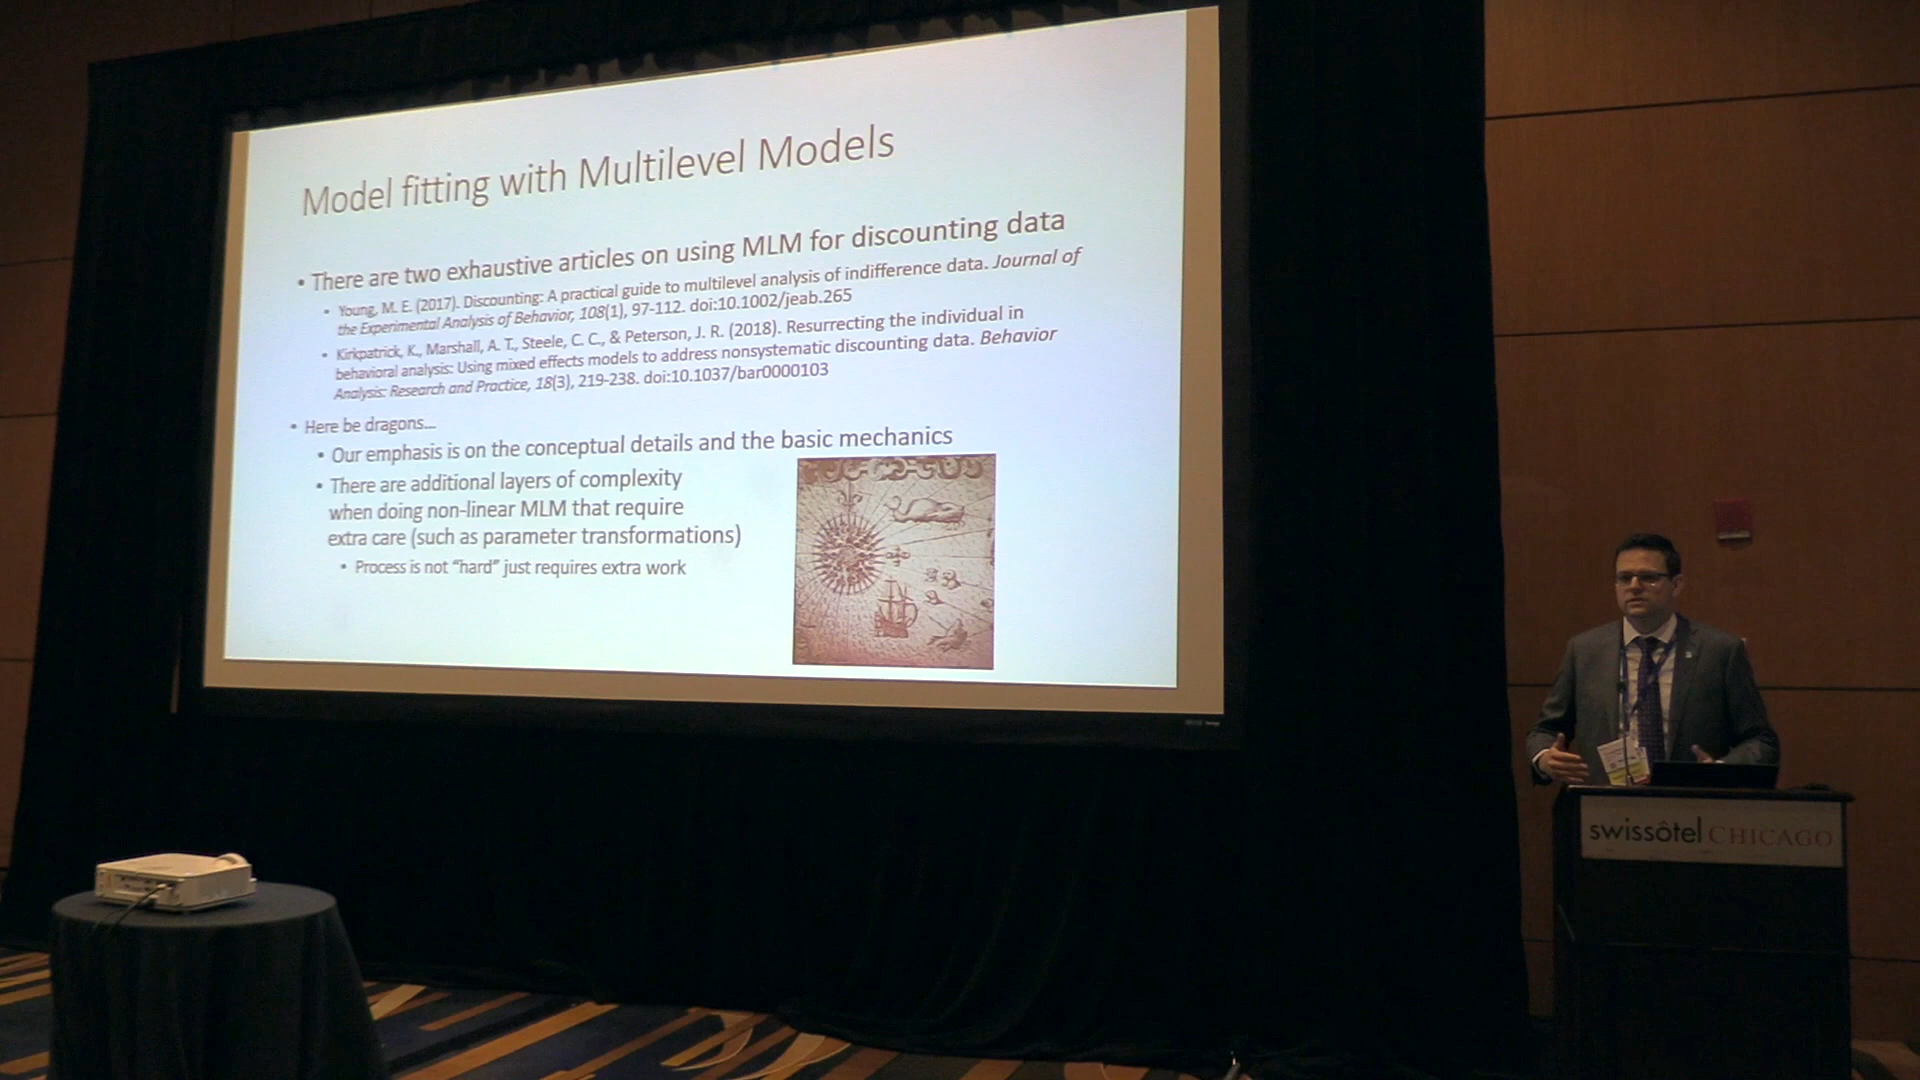 Model fitting with Multilevel Models
• There are two exhaustive articles on using MLM for discounting data
• Young, M. E. (2017). Discounting: A practical guide to multilevel analysis of indifference data. Journal of
the Experimental Analysis of Behavior, 108(1), 97-112. doi:10.1002/jeab.265
• Kirkpatrick, K., Marshall, A. T., Steele, C. C., & Peterson, J. R. (2018). Resurrecting the individual in
behavioral analysis: Using mixed effects models to address nonsystematic discounting data. Behavior
Analysis: Research and Practice, 18(3), 219-238. doi:10.1037/bar0000103
• Here be dragons...
• Our emphasis is on the conceptual details and the basic mechanics
• There are additional layers of complexity
when doing non-linear MLM that require
extra care (such as parameter transformations)
• Process is not “hard” just requires extra work
swissôtel CHICAGO